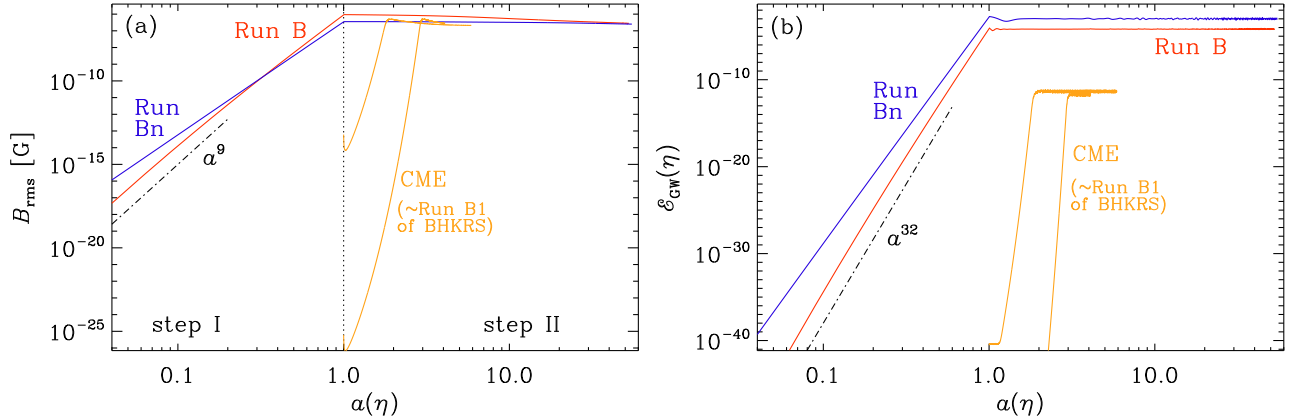 (a)
Run B
Run
Bn
a⁹
CME
(~Run B1
of BHKRS)
step I
step II
B_rms [G]
10⁻¹⁰
10⁻¹⁵
10⁻²⁰
10⁻²⁵
0.1
1.0
10.0
a(η)
(b)
Run B
Run
Bn
a³²
CME
(~Run B1
of BHKRS)
ℰ_GW(η)
10⁻¹⁰
10⁻²⁰
10⁻³⁰
10⁻⁴⁰
0.1
1.0
10.0
a(η)